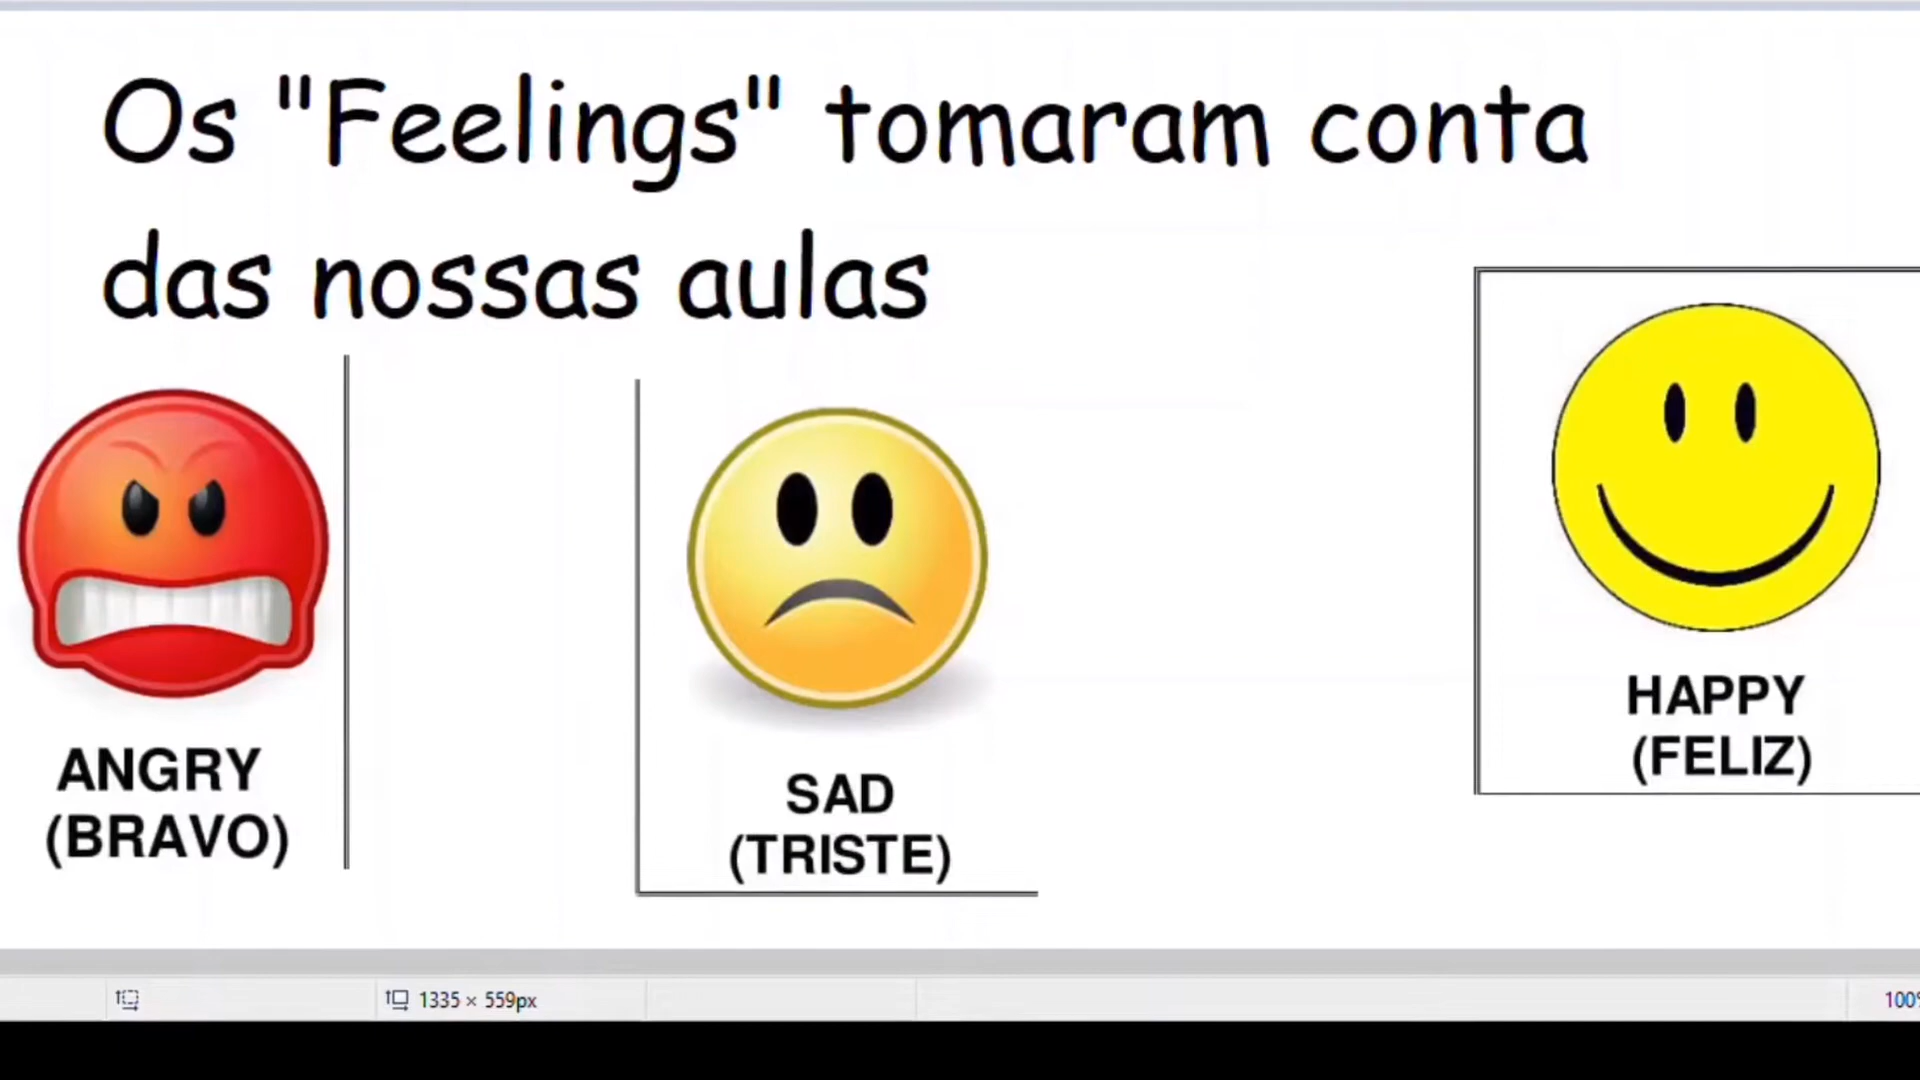 Os "Feelings" tomaram conta
das nossas aulas
ANGRY
(BRAVO)
SAD
(TRISTE)
HAPPY
(FELIZ)
1335 × 559px